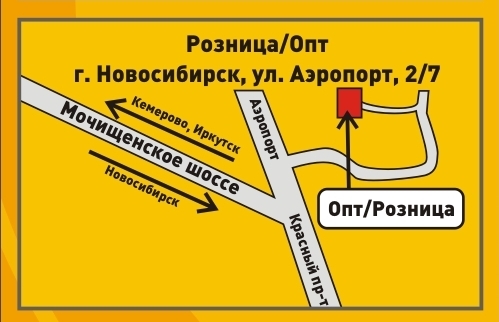 Розница/Опт
г. Новосибирск, ул. Аэропорт, 2/7
Кемерово, Иркутск
Аэропорт
Мочищенское шоссе
Новосибирск
Опт/Розница
Красный пр-т